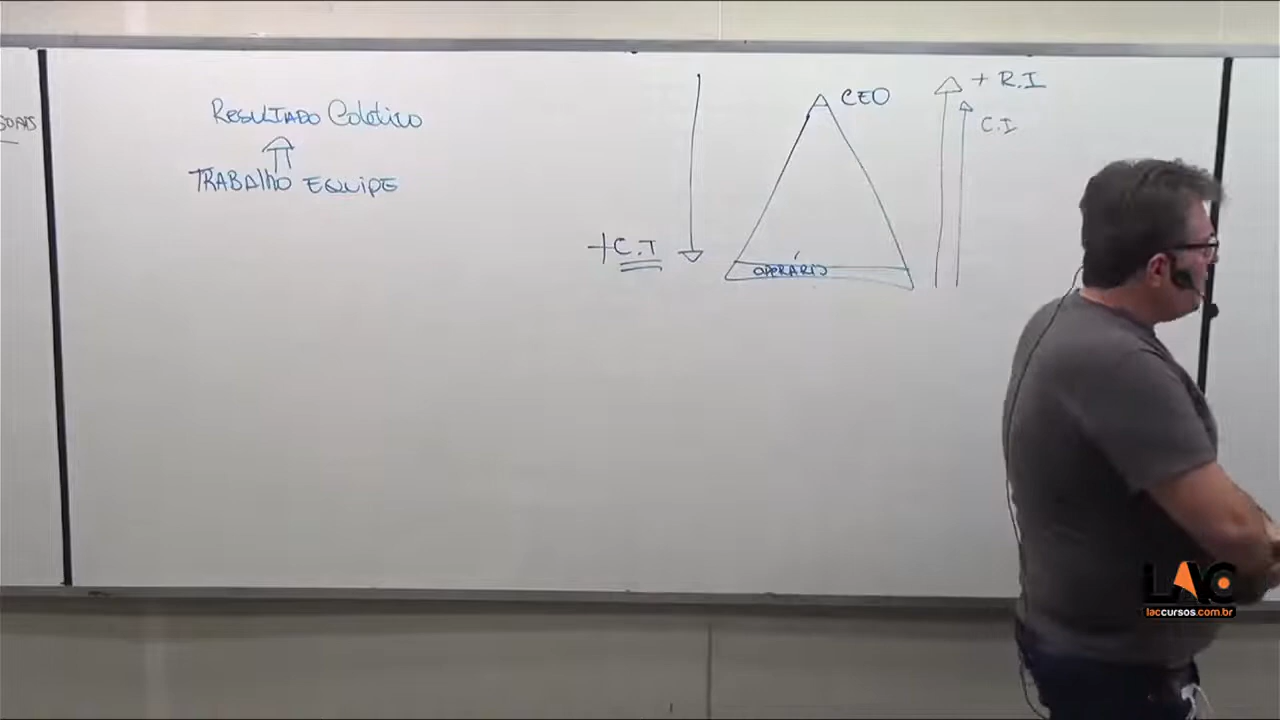 RESULTADO Coletivo
TRABAlho EQUIPE
+C.T
CEO
OPERÁRIO
+ R.I
C.I
LAC
laccursos.com.br